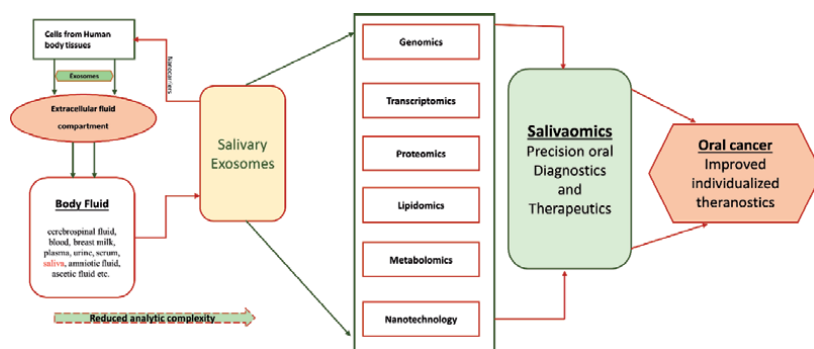 Cells from Human
body tissues
Exosomes
Extracellular fluid
compartment
Body Fluid
cerebrospinal fluid,
blood, breast milk,
plasma, urine, serum,
saliva, amniotic fluid,
ascetic fluid etc.
Reduced analytic complexity
Nanocarriers
Salivary
Exosomes
Genomics
Transcriptomics
Proteomics
Lipidomics
Metabolomics
Nanotechnology
Salivaomics
Precision oral
Diagnostics
and
Therapeutics
Oral cancer
Improved
individualized
theranostics